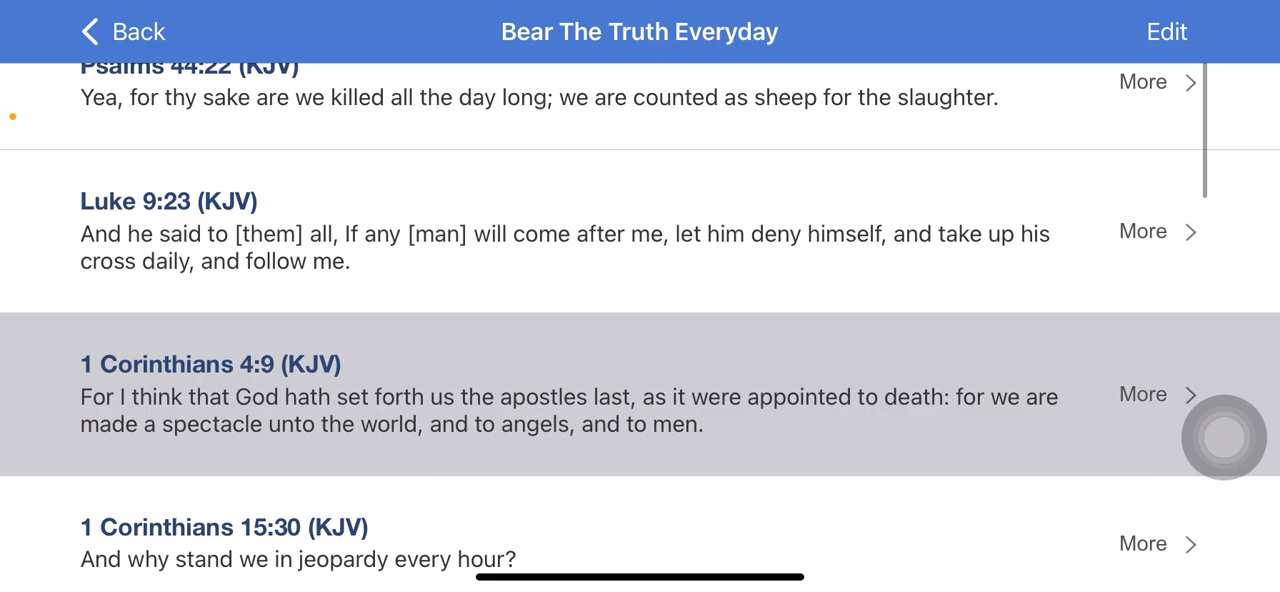 Back
Bear The Truth Everyday
Edit
Psalms 44:22 (KJV)
Yea, for thy sake are we killed all the day long; we are counted as sheep for the slaughter.
More
Luke 9:23 (KJV)
And he said to [them] all, If any [man] will come after me, let him deny himself, and take up his
cross daily, and follow me.
More
1 Corinthians 4:9 (KJV)
For I think that God hath set forth us the apostles last, as it were appointed to death: for we are
made a spectacle unto the world, and to angels, and to men.
More
1 Corinthians 15:30 (KJV)
And why stand we in jeopardy every hour?
More